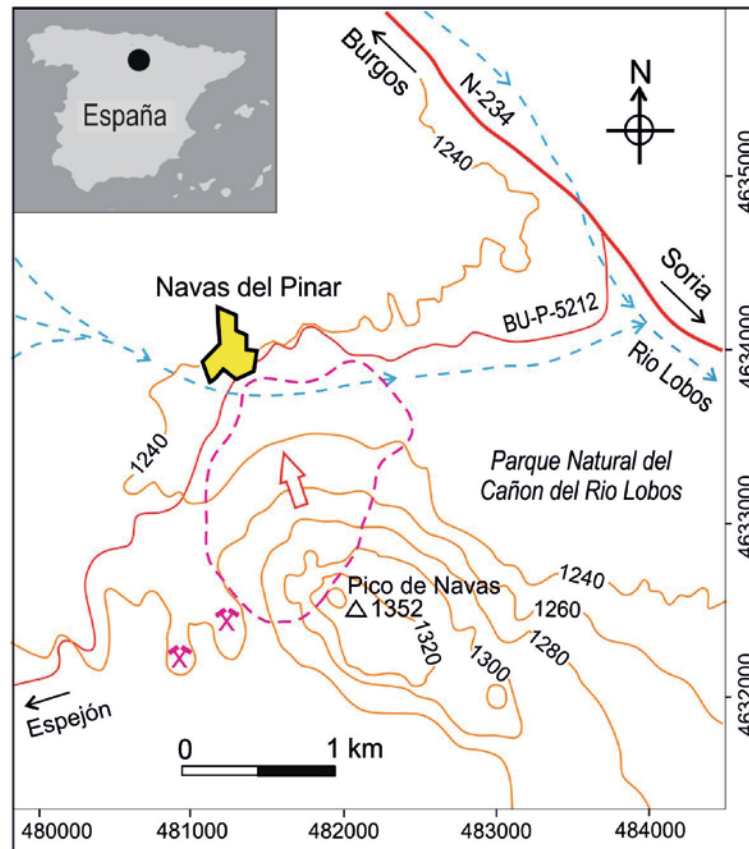 España
Burgos
N-234
N
1240
4635000
Soria
Navas del Pinar
BU-P-5212
4634000
Rio Lobos
1240
Parque Natural del
Cañon del Rio Lobos
4633000
1240
Pico de Navas
1352
1260
1320
1300
1280
4632000
Espejón
0 1 km
480000 481000 482000 483000 484000